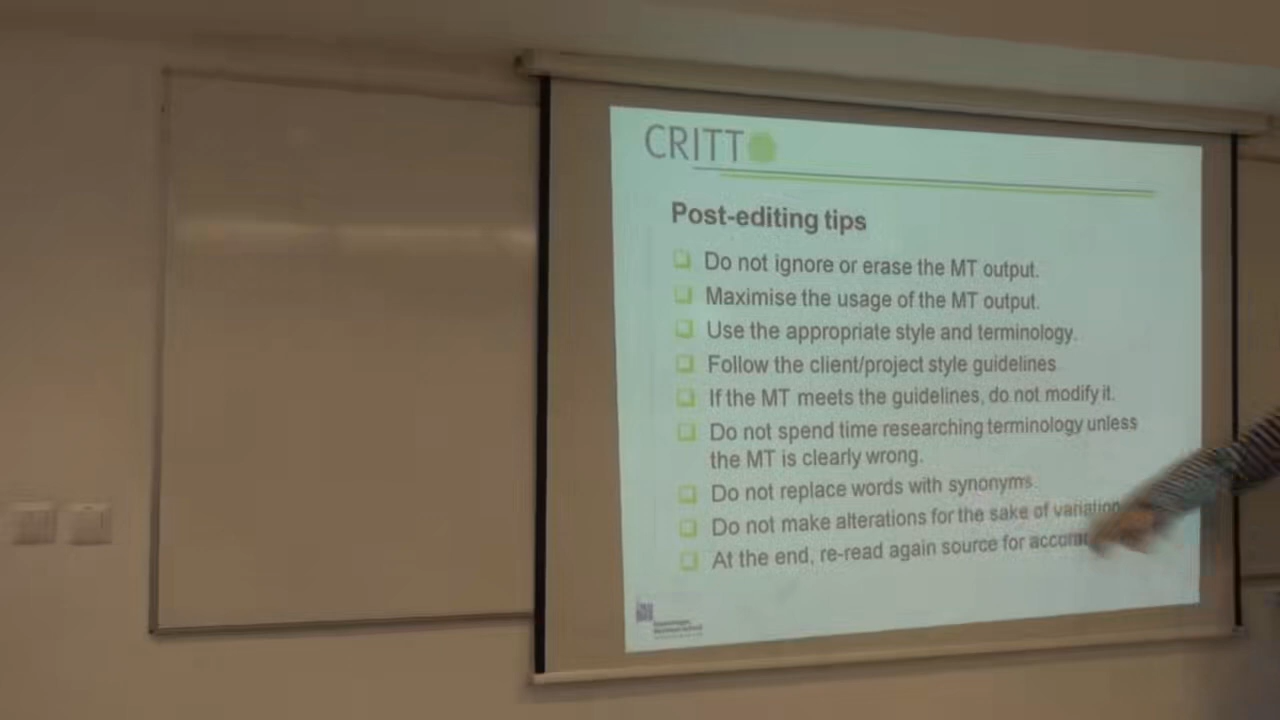 CRITT
Post-editing tips
Do not ignore or erase the MT output.
Maximise the usage of the MT output.
Use the appropriate style and terminology.
Follow the client/project style guidelines
If the MT meets the guidelines, do not modify it.
Do not spend time researching terminology unless
the MT is clearly wrong.
Do not replace words with synonyms.
Do not make alterations for the sake of variation
At the end, re-read again source for